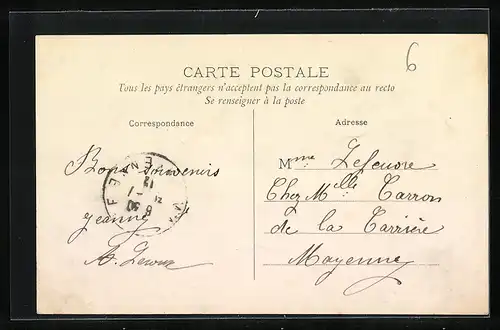 6
CARTE POSTALE
Tous les pays étrangers n'acceptent pas la correspondance au recto
Se renseigner à la poste
Correspondance
Adresse
Bons souvenirs
Jeanne
Mme Lefeuvre
Chez Mlle Carron
de la Carrière
Mayenne